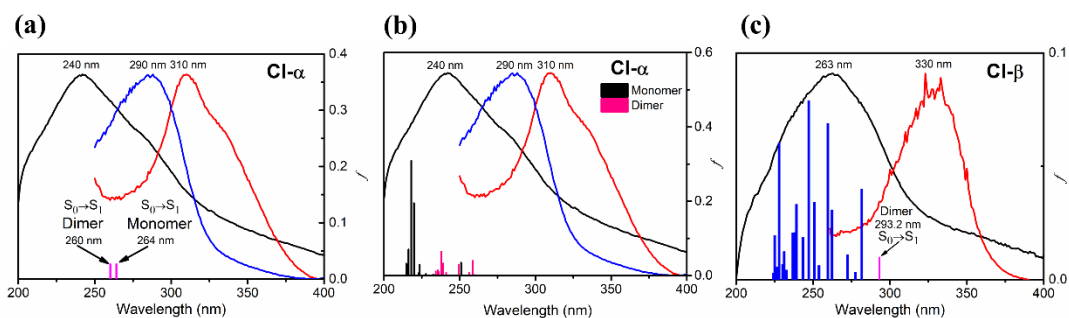 (a)
240 nm 290 nm 310 nm
Cl-α
S0→S1
Dimer
260 nm
S0→S1
Monomer
264 nm
0.4
0.3
0.2
0.1
0.0
f
200 250 300 350 400
Wavelength (nm)
(b)
240 nm 290 nm 310 nm
Cl-α
Monomer
Dimer
0.6
0.4
0.2
0.0
f
200 250 300 350 400
Wavelength (nm)
(c)
263 nm 330 nm
Cl-β
Dimer
293.2 nm
S0→S1
0.1
0.0
f
200 250 300 350 400
Wavelength (nm)